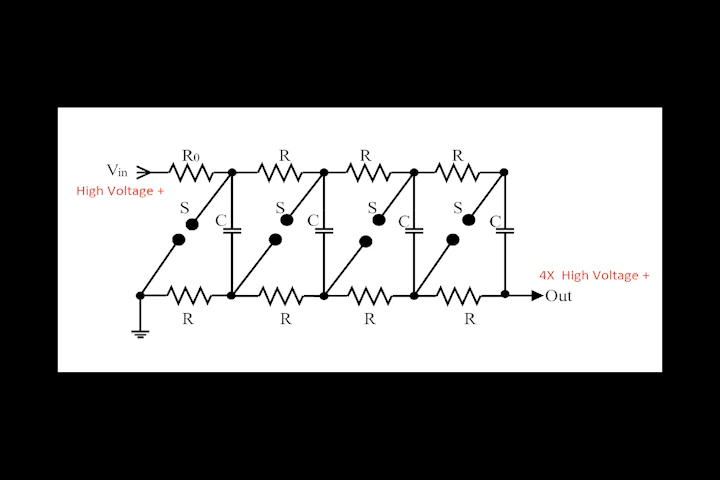 R0 R R R
Vin
High Voltage +
S C S C S C S C
4X High Voltage +
Out
R R R R